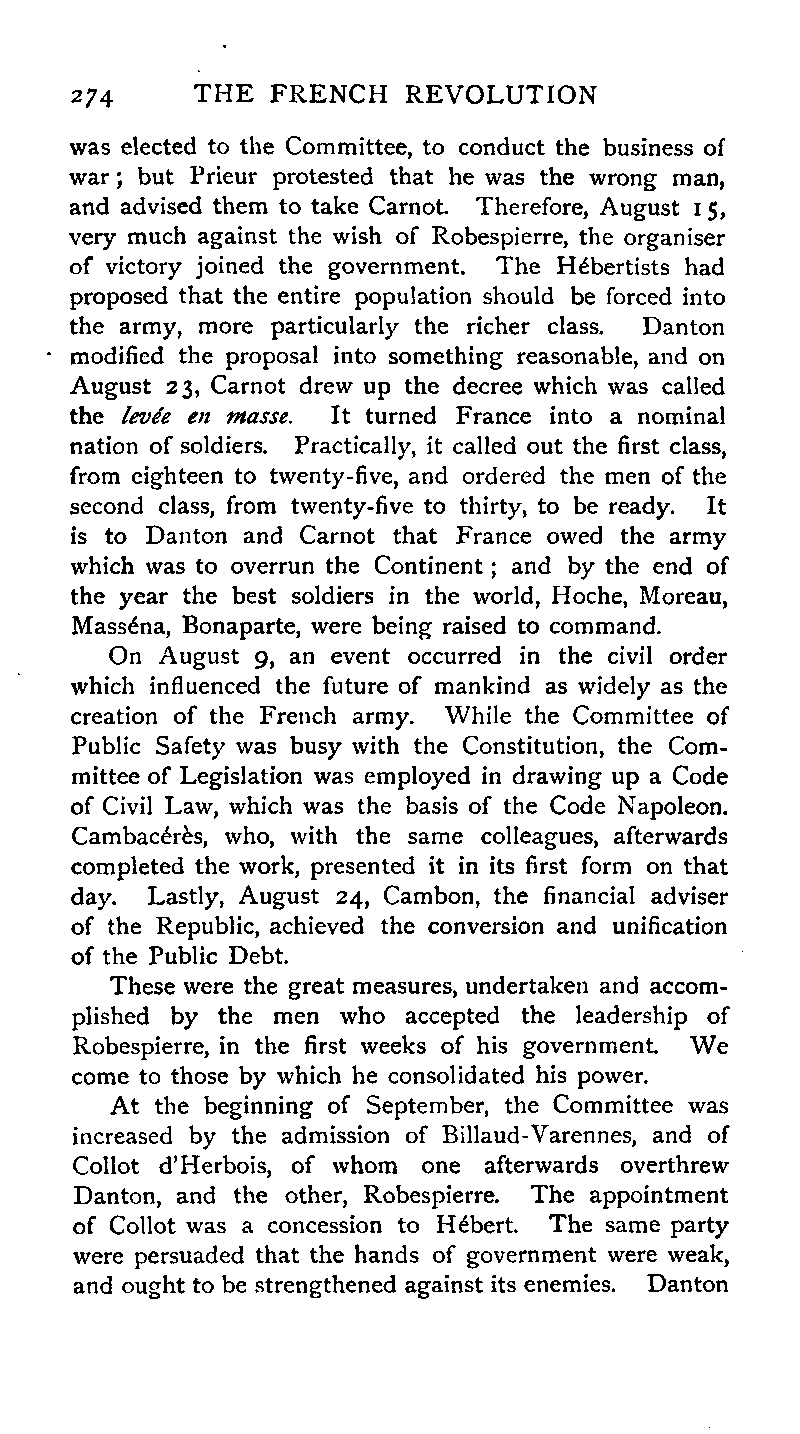 274 THE FRENCH REVOLUTION
was elected to the Committee, to conduct the business of
war ; but Prieur protested that he was the wrong man,
and advised them to take Carnot. Therefore, August 15,
very much against the wish of Robespierre, the organiser
of victory joined the government. The Hébertists had
proposed that the entire population should be forced into
the army, more particularly the richer class. Danton
modified the proposal into something reasonable, and on
August 23, Carnot drew up the decree which was called
the levée en masse. It turned France into a nominal
nation of soldiers. Practically, it called out the first class,
from eighteen to twenty-five, and ordered the men of the
second class, from twenty-five to thirty, to be ready. It
is to Danton and Carnot that France owed the army
which was to overrun the Continent ; and by the end of
the year the best soldiers in the world, Hoche, Moreau,
Masséna, Bonaparte, were being raised to command.
On August 9, an event occurred in the civil order
which influenced the future of mankind as widely as the
creation of the French army. While the Committee of
Public Safety was busy with the Constitution, the Com-
mittee of Legislation was employed in drawing up a Code
of Civil Law, which was the basis of the Code Napoleon.
Cambacérès, who, with the same colleagues, afterwards
completed the work, presented it in its first form on that
day. Lastly, August 24, Cambon, the financial adviser
of the Republic, achieved the conversion and unification
of the Public Debt.
These were the great measures, undertaken and accom-
plished by the men who accepted the leadership of
Robespierre, in the first weeks of his government. We
come to those by which he consolidated his power.
At the beginning of September, the Committee was
increased by the admission of Billaud-Varennes, and of
Collot d'Herbois, of whom one afterwards overthrew
Danton, and the other, Robespierre. The appointment
of Collot was a concession to Hébert. The same party
were persuaded that the hands of government were weak,
and ought to be strengthened against its enemies. Danton